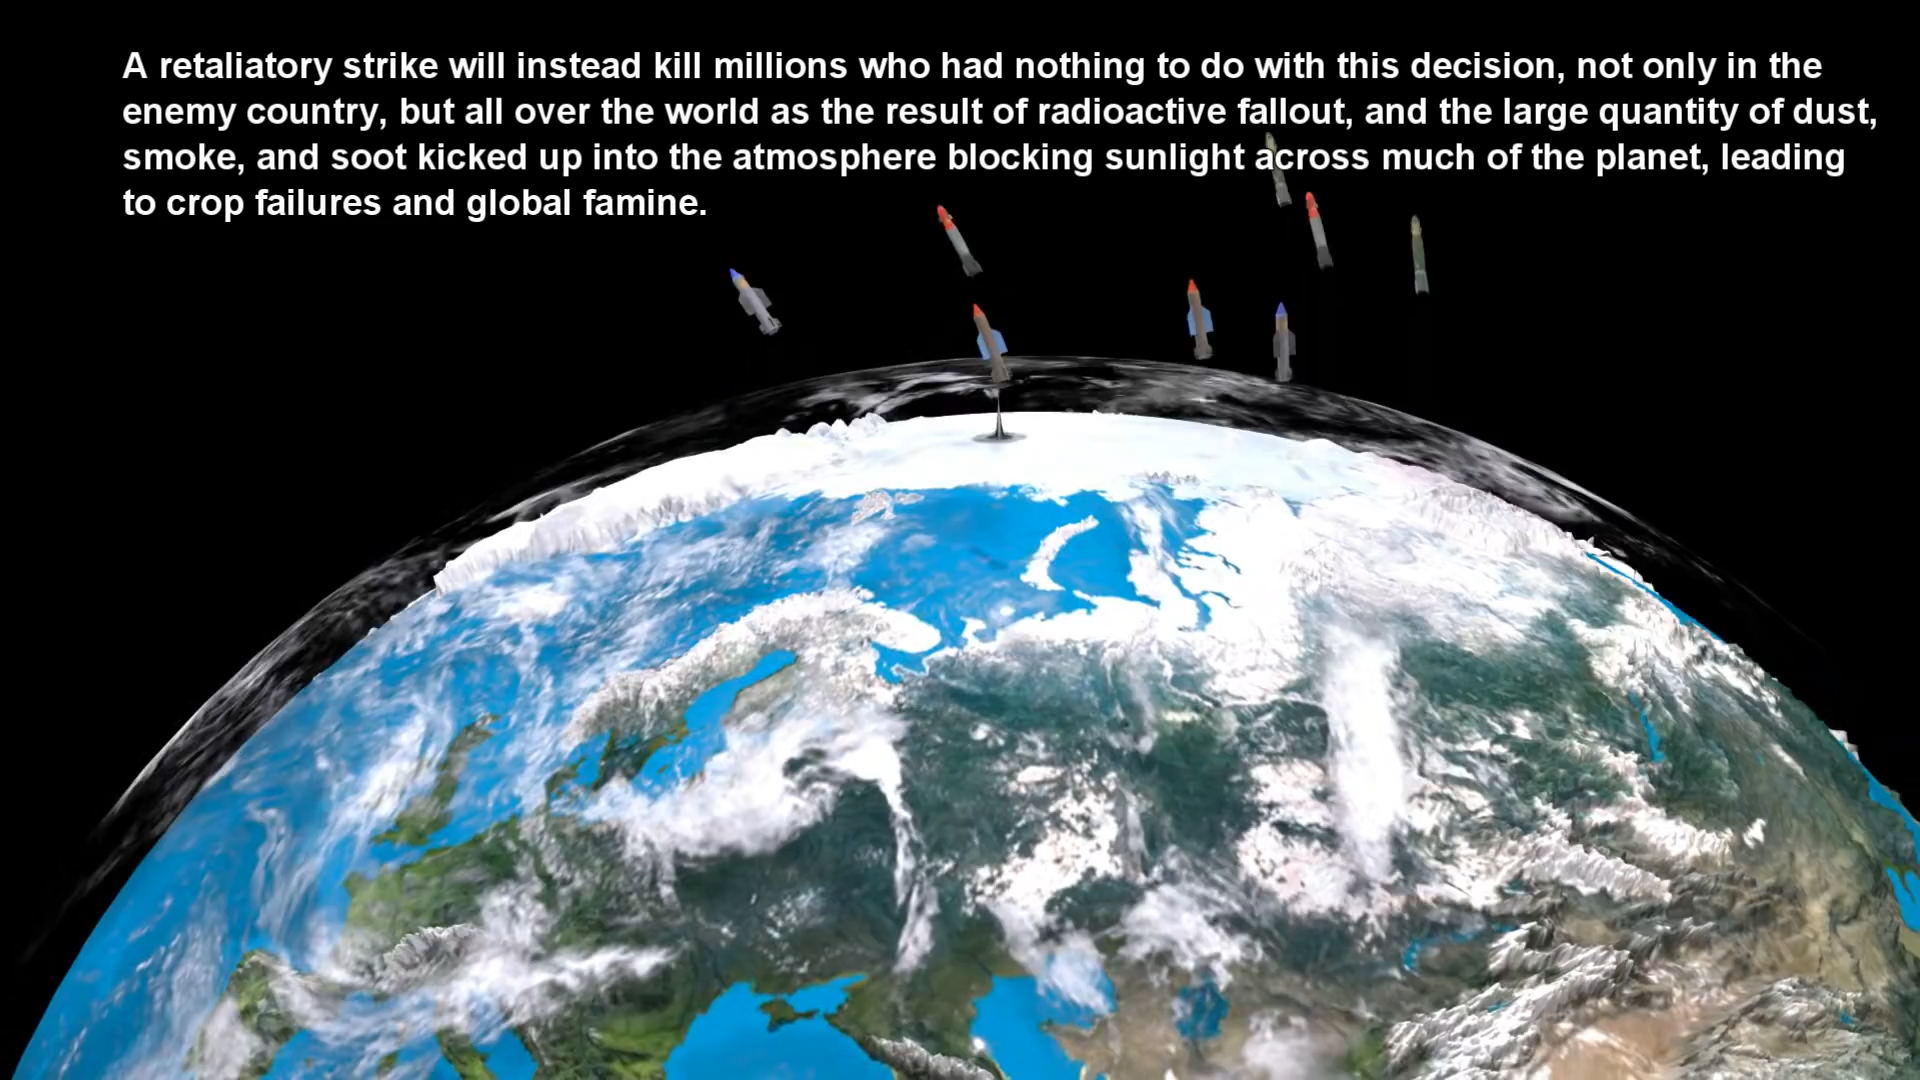 A retaliatory strike will instead kill millions who had nothing to do with this decision, not only in the
enemy country, but all over the world as the result of radioactive fallout, and the large quantity of dust,
smoke, and soot kicked up into the atmosphere blocking sunlight across much of the planet, leading
to crop failures and global famine.